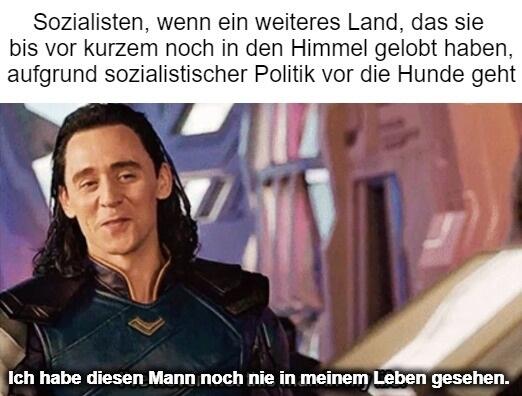 Sozialisten, wenn ein weiteres Land, das sie
bis vor kurzem noch in den Himmel gelobt haben,
aufgrund sozialistischer Politik vor die Hunde geht
Ich habe diesen Mann noch nie in meinem Leben gesehen.